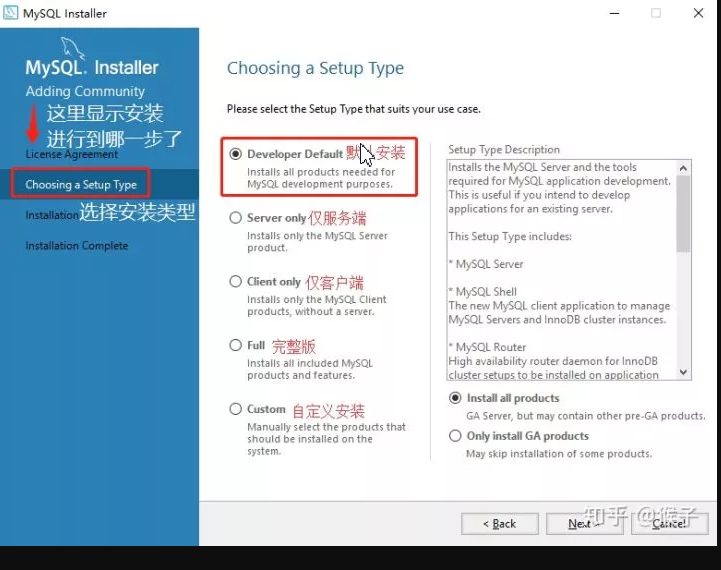 MySQL Installer
MySQL. Installer
Adding Community
这里显示安装
进行到哪一步了
License Agreement
Choosing a Setup Type
Installation
选择安装类型
Installation Complete
Choosing a Setup Type
Please select the Setup Type that suits your use case.
Developer Default
安装
Installs all products needed for
MySQL development purposes.
Server only 仅服务端
Installs only the MySQL Server
product.
Client only 仅客户端
Installs only the MySQL Client
products, without a server.
Full 完整版
Installs all included MySQL
products and features.
Custom 自定义安装
Manually select the products that
should be installed on the
system.
Setup Type Description
Installs the MySQL Server and the tools
required for MySQL application development.
This is useful if you intend to develop
applications for an existing server.
This Setup Type includes:
* MySQL Server
* MySQL Shell
The new MySQL client application to manage
MySQL Servers and InnoDB cluster instances.
* MySQL Router
High availability router daemon for InnoDB
cluster setups to be installed on application
Install all products
GA Server, but may contain other pre-GA products.
Only install GA products
May skip installation of some products.
< Back
Next >
Cancel
知乎 @猴子